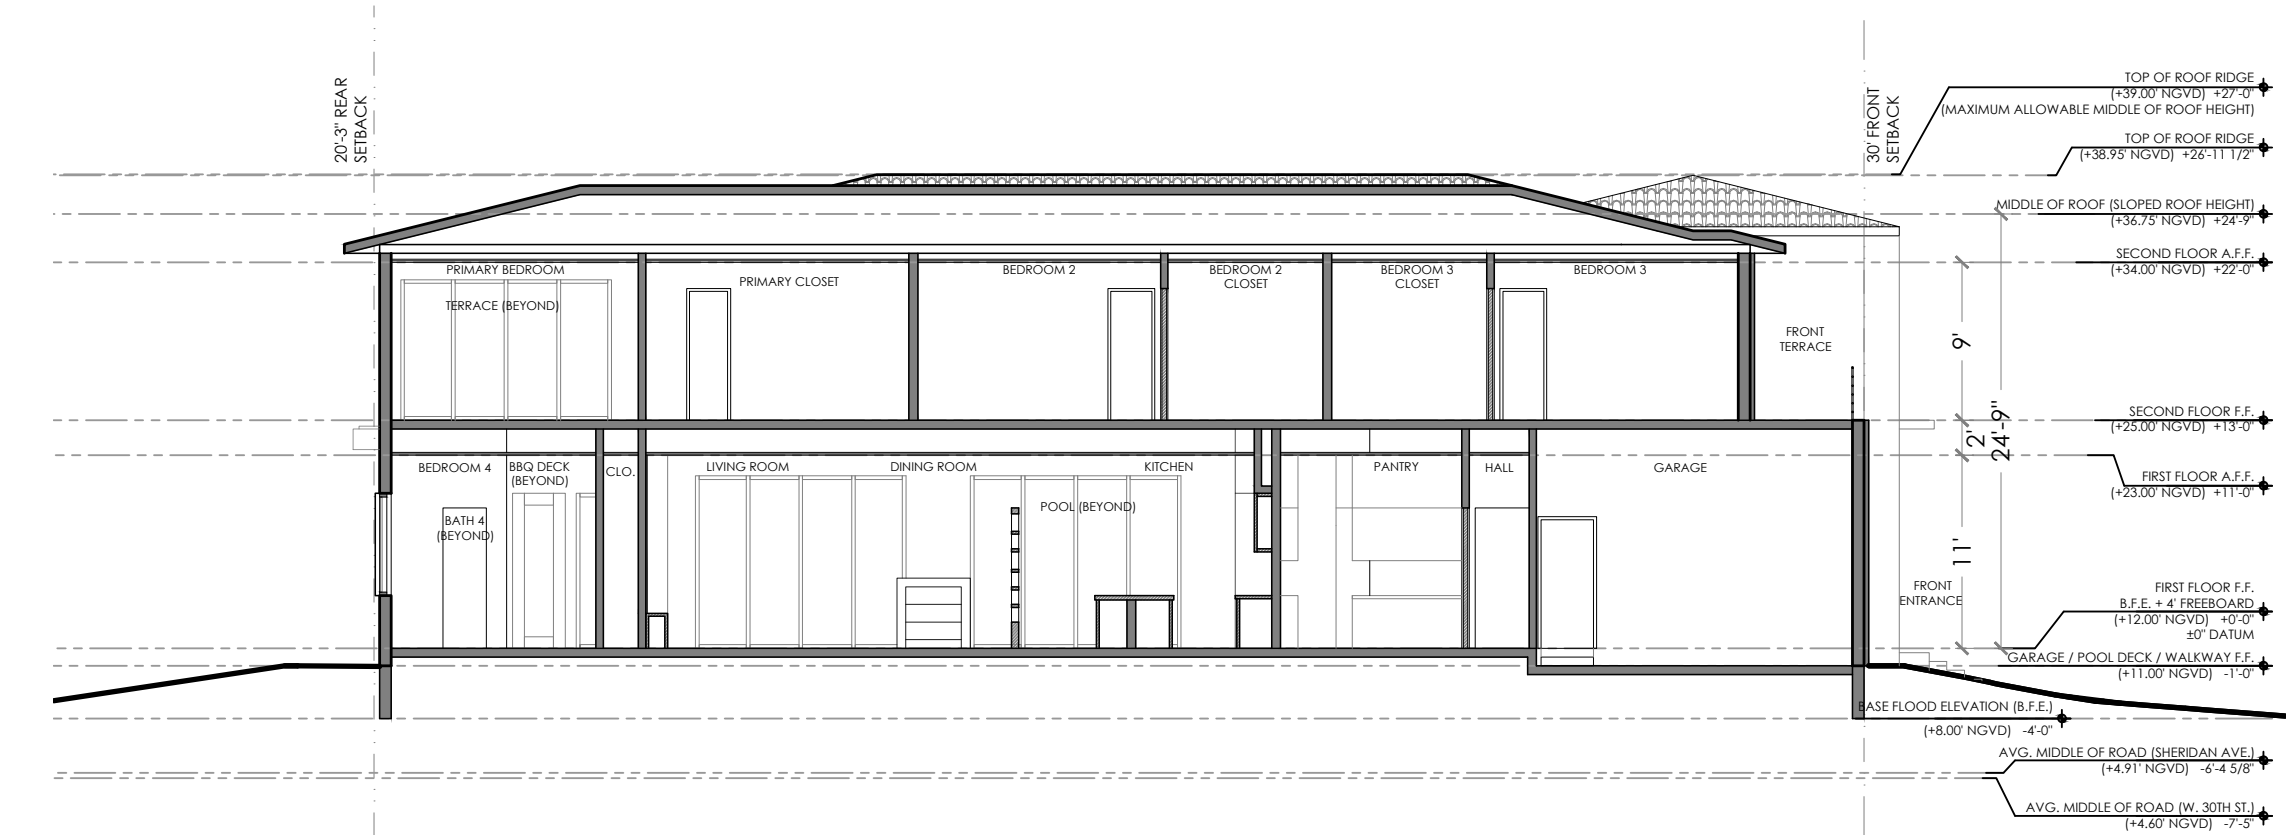 20'-3" REAR
SETBACK
30' FRONT
SETBACK
TOP OF ROOF RIDGE
(+39.00' NGVD) +27'-0"
(MAXIMUM ALLOWABLE MIDDLE OF ROOF HEIGHT)
TOP OF ROOF RIDGE
(+38.95' NGVD) +26'-11 1/2"
MIDDLE OF ROOF (SLOPED ROOF HEIGHT)
(+36.75' NGVD) +24'-9"
SECOND FLOOR A.F.F.
(+34.00' NGVD) +22'-0"
PRIMARY BEDROOM
TERRACE (BEYOND)
PRIMARY CLOSET
BEDROOM 2
BEDROOM 2
CLOSET
BEDROOM 3
CLOSET
BEDROOM 3
FRONT
TERRACE
9'
SECOND FLOOR F.F.
(+25.00' NGVD) +13'-0"
2'
24'-9"
FIRST FLOOR A.F.F.
(+23.00' NGVD) +11'-0"
BEDROOM 4
BBQ DECK
(BEYOND)
CLO.
LIVING ROOM
DINING ROOM
KITCHEN
PANTRY
HALL
GARAGE
BATH 4
(BEYOND)
POOL (BEYOND)
11'
FRONT
ENTRANCE
FIRST FLOOR F.F.
B.F.E. + 4' FREEBOARD
(+12.00' NGVD) +0'-0"
±0" DATUM
GARAGE / POOL DECK / WALKWAY F.F.
(+11.00' NGVD) -1'-0"
BASE FLOOD ELEVATION (B.F.E.)
(+8.00' NGVD) -4'-0"
AVG. MIDDLE OF ROAD (SHERIDAN AVE.)
(+4.91' NGVD) -6'-4 5/8"
AVG. MIDDLE OF ROAD (W. 30TH ST.)
(+4.60' NGVD) -7'-5"